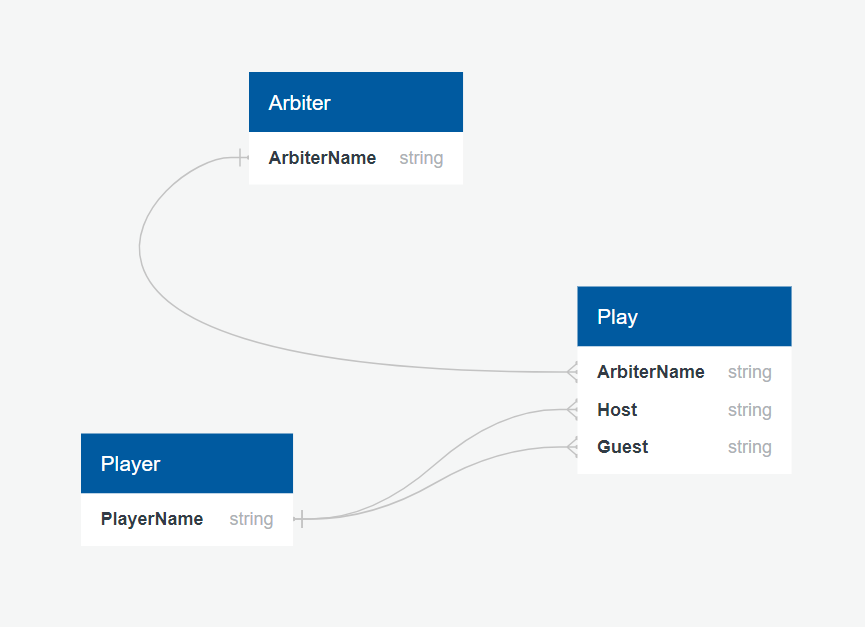 Arbiter
ArbiterName string
Play
ArbiterName string
Host string
Guest string
Player
PlayerName string